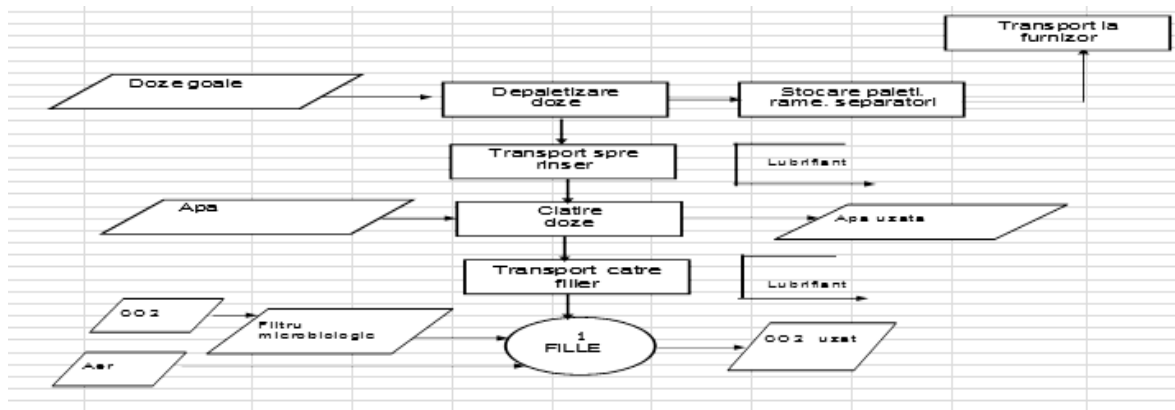 Transport la
furnizor
Doze goale
Depaletizare
doze
Stocare paleti.
rame. separatori
Transport spre
rinser
Lubrifiant
Apa
Clatire
doze
Apa uzata
Transport catre
filler
Lubrifiant
CO2
Filtru
microbiologic
1
FILLE
CO2 uzat
Aer